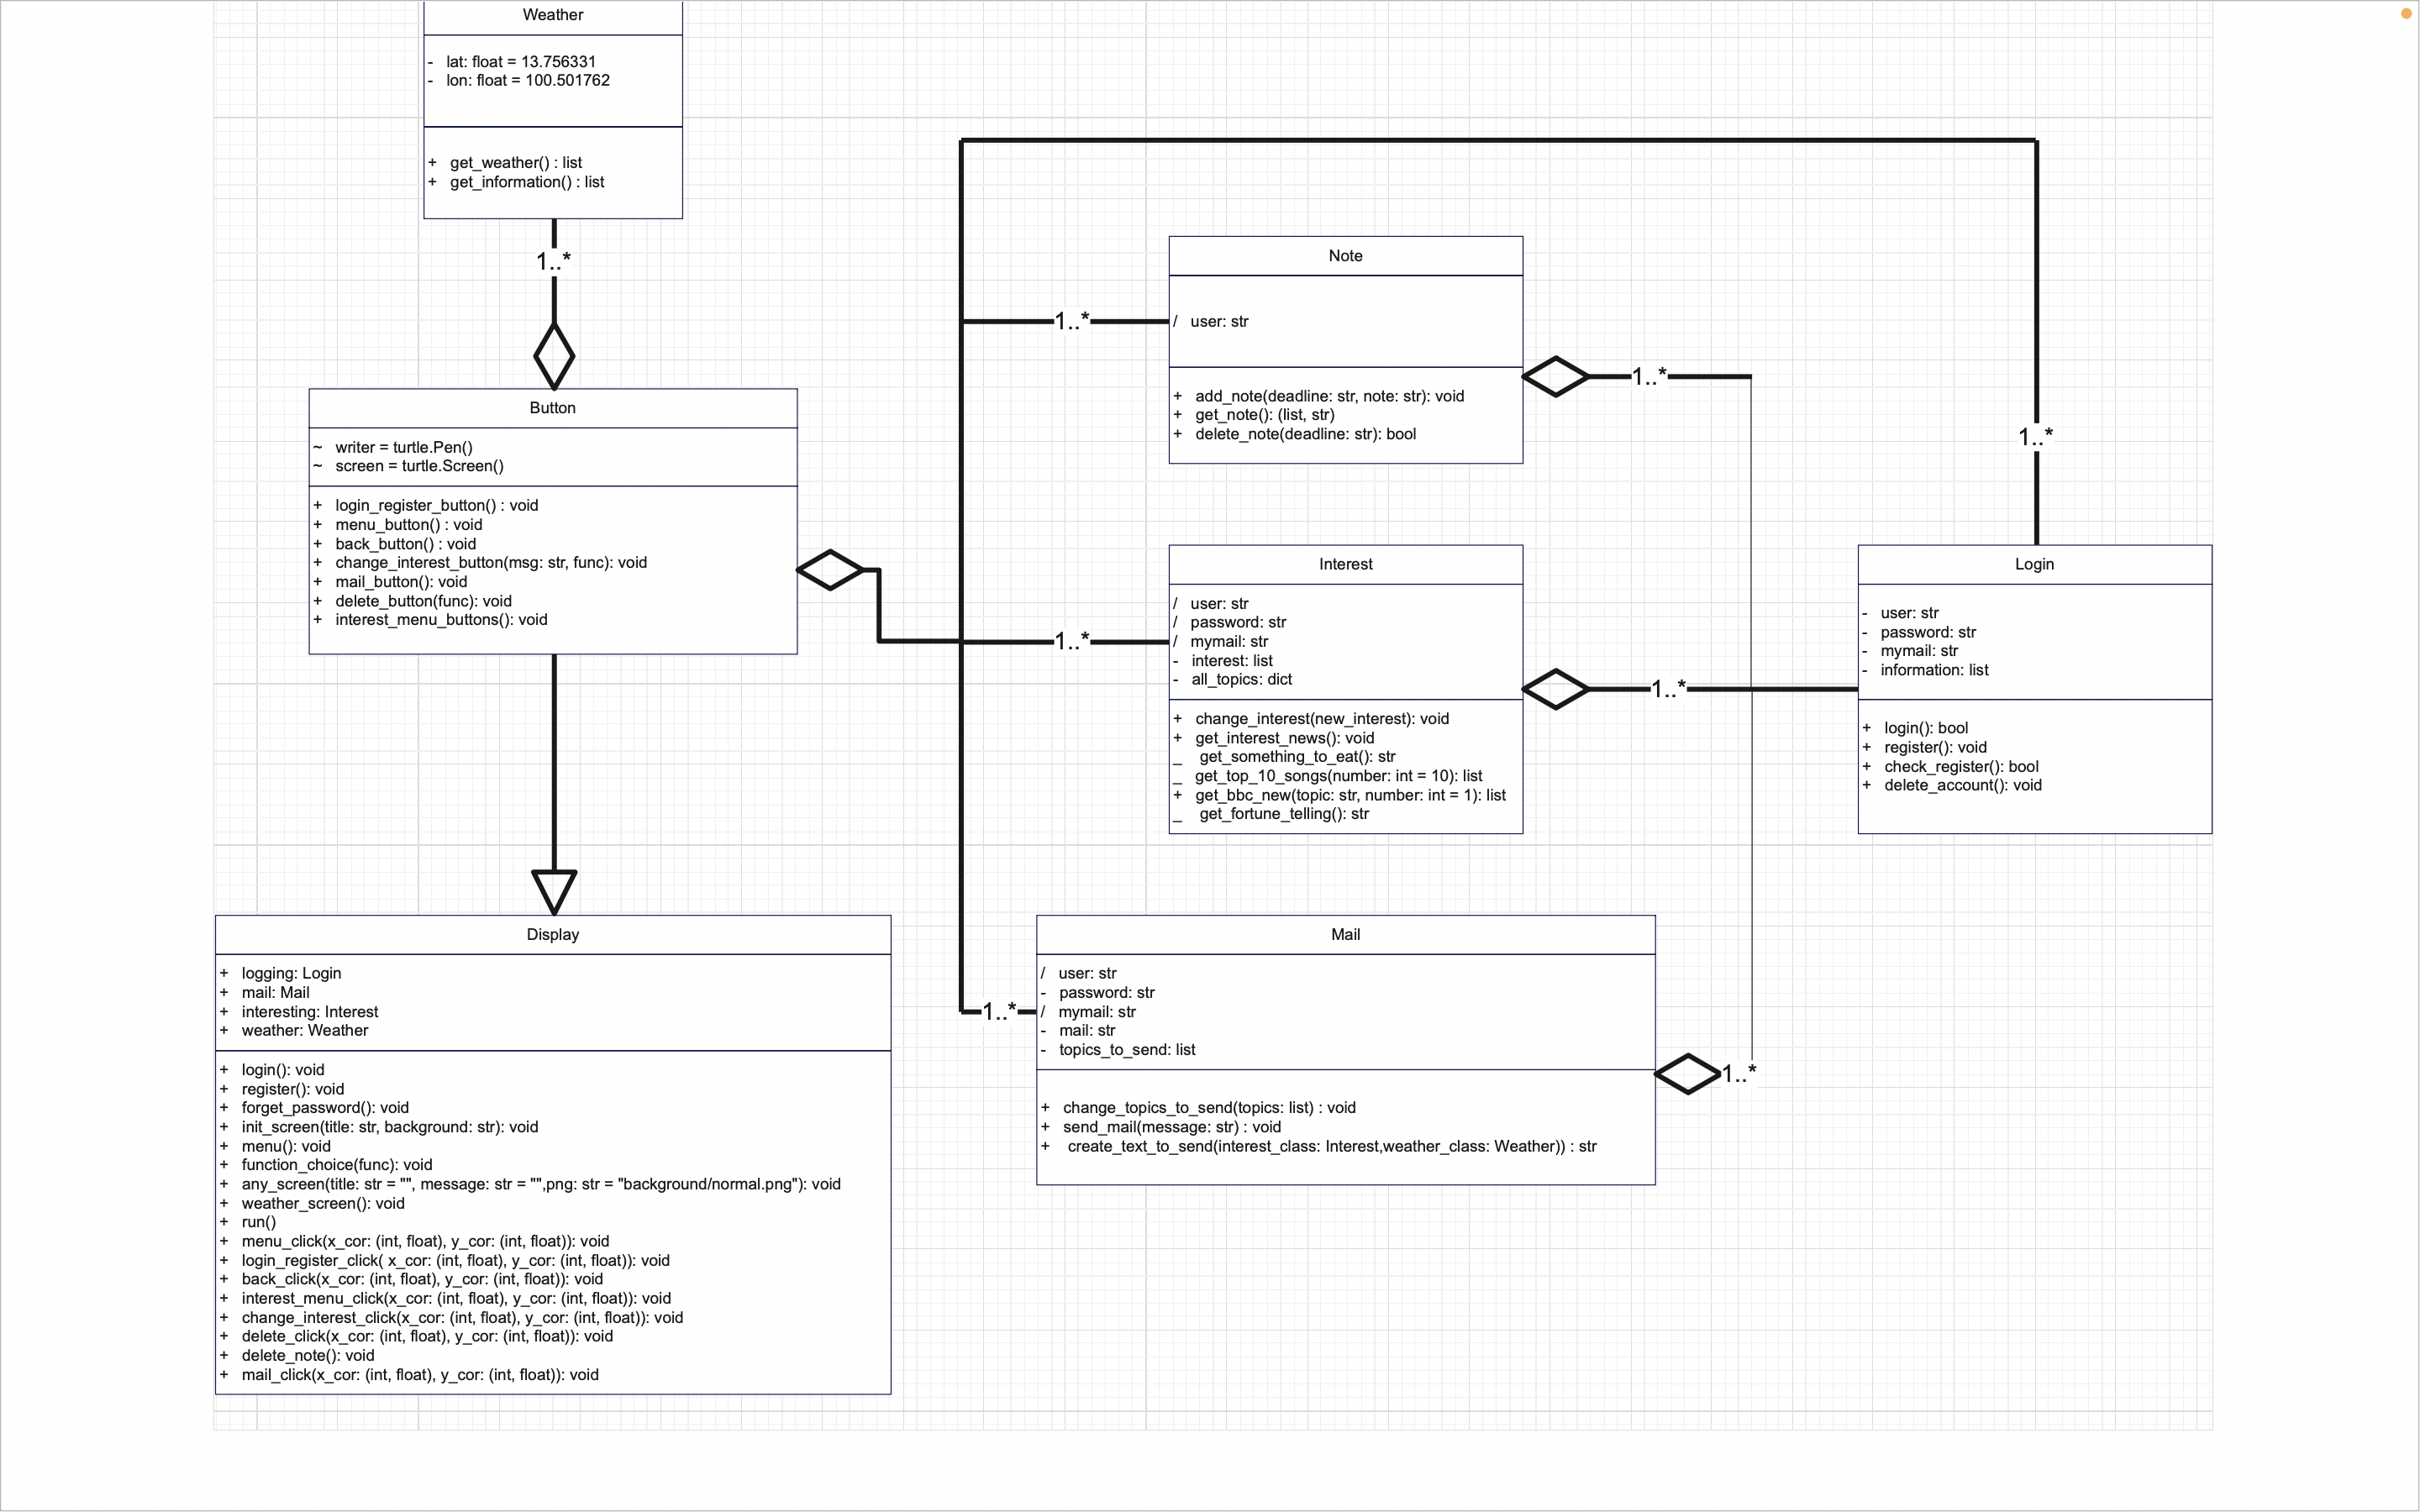 Weather
- lat: float = 13.756331
- lon: float = 100.501762
+ get_weather() : list
+ get_information() : list
1..*
Button
~ writer = turtle.Pen()
~ screen = turtle.Screen()
+ login_register_button() : void
+ menu_button() : void
+ back_button() : void
+ change_interest_button(msg: str, func): void
+ mail_button(): void
+ delete_button(func): void
+ interest_menu_buttons(): void
Display
+ logging: Login
+ mail: Mail
+ interesting: Interest
+ weather: Weather
+ login(): void
+ register(): void
+ forget_password(): void
+ init_screen(title: str, background: str): void
+ menu(): void
+ function_choice(func): void
+ any_screen(title: str = "", message: str = "",png: str = "background/normal.png"): void
+ weather_screen(): void
+ run()
+ menu_click(x_cor: (int, float), y_cor: (int, float)): void
+ login_register_click( x_cor: (int, float), y_cor: (int, float)): void
+ back_click(x_cor: (int, float), y_cor: (int, float)): void
+ interest_menu_click(x_cor: (int, float), y_cor: (int, float)): void
+ change_interest_click(x_cor: (int, float), y_cor: (int, float)): void
+ delete_click(x_cor: (int, float), y_cor: (int, float)): void
+ delete_note(): void
+ mail_click(x_cor: (int, float), y_cor: (int, float)): void
1..*
Note
/ user: str
+ add_note(deadline: str, note: str): void
+ get_note(): (list, str)
+ delete_note(deadline: str): bool
1..*
1..*
Interest
/ user: str
/ password: str
/ mymail: str
- interest: list
- all_topics: dict
+ change_interest(new_interest): void
+ get_interest_news(): void
_ get_something_to_eat(): str
_ get_top_10_songs(number: int = 10): list
+ get_bbc_new(topic: str, number: int = 1): list
_ get_fortune_telling(): str
1..*
1..*
Login
- user: str
- password: str
- mymail: str
- information: list
+ login(): bool
+ register(): void
+ check_register(): bool
+ delete_account(): void
1..*
Mail
/ user: str
- password: str
/ mymail: str
- mail: str
- topics_to_send: list
+ change_topics_to_send(topics: list) : void
+ send_mail(message: str) : void
+ create_text_to_send(interest_class: Interest,weather_class: Weather)) : str
1..*